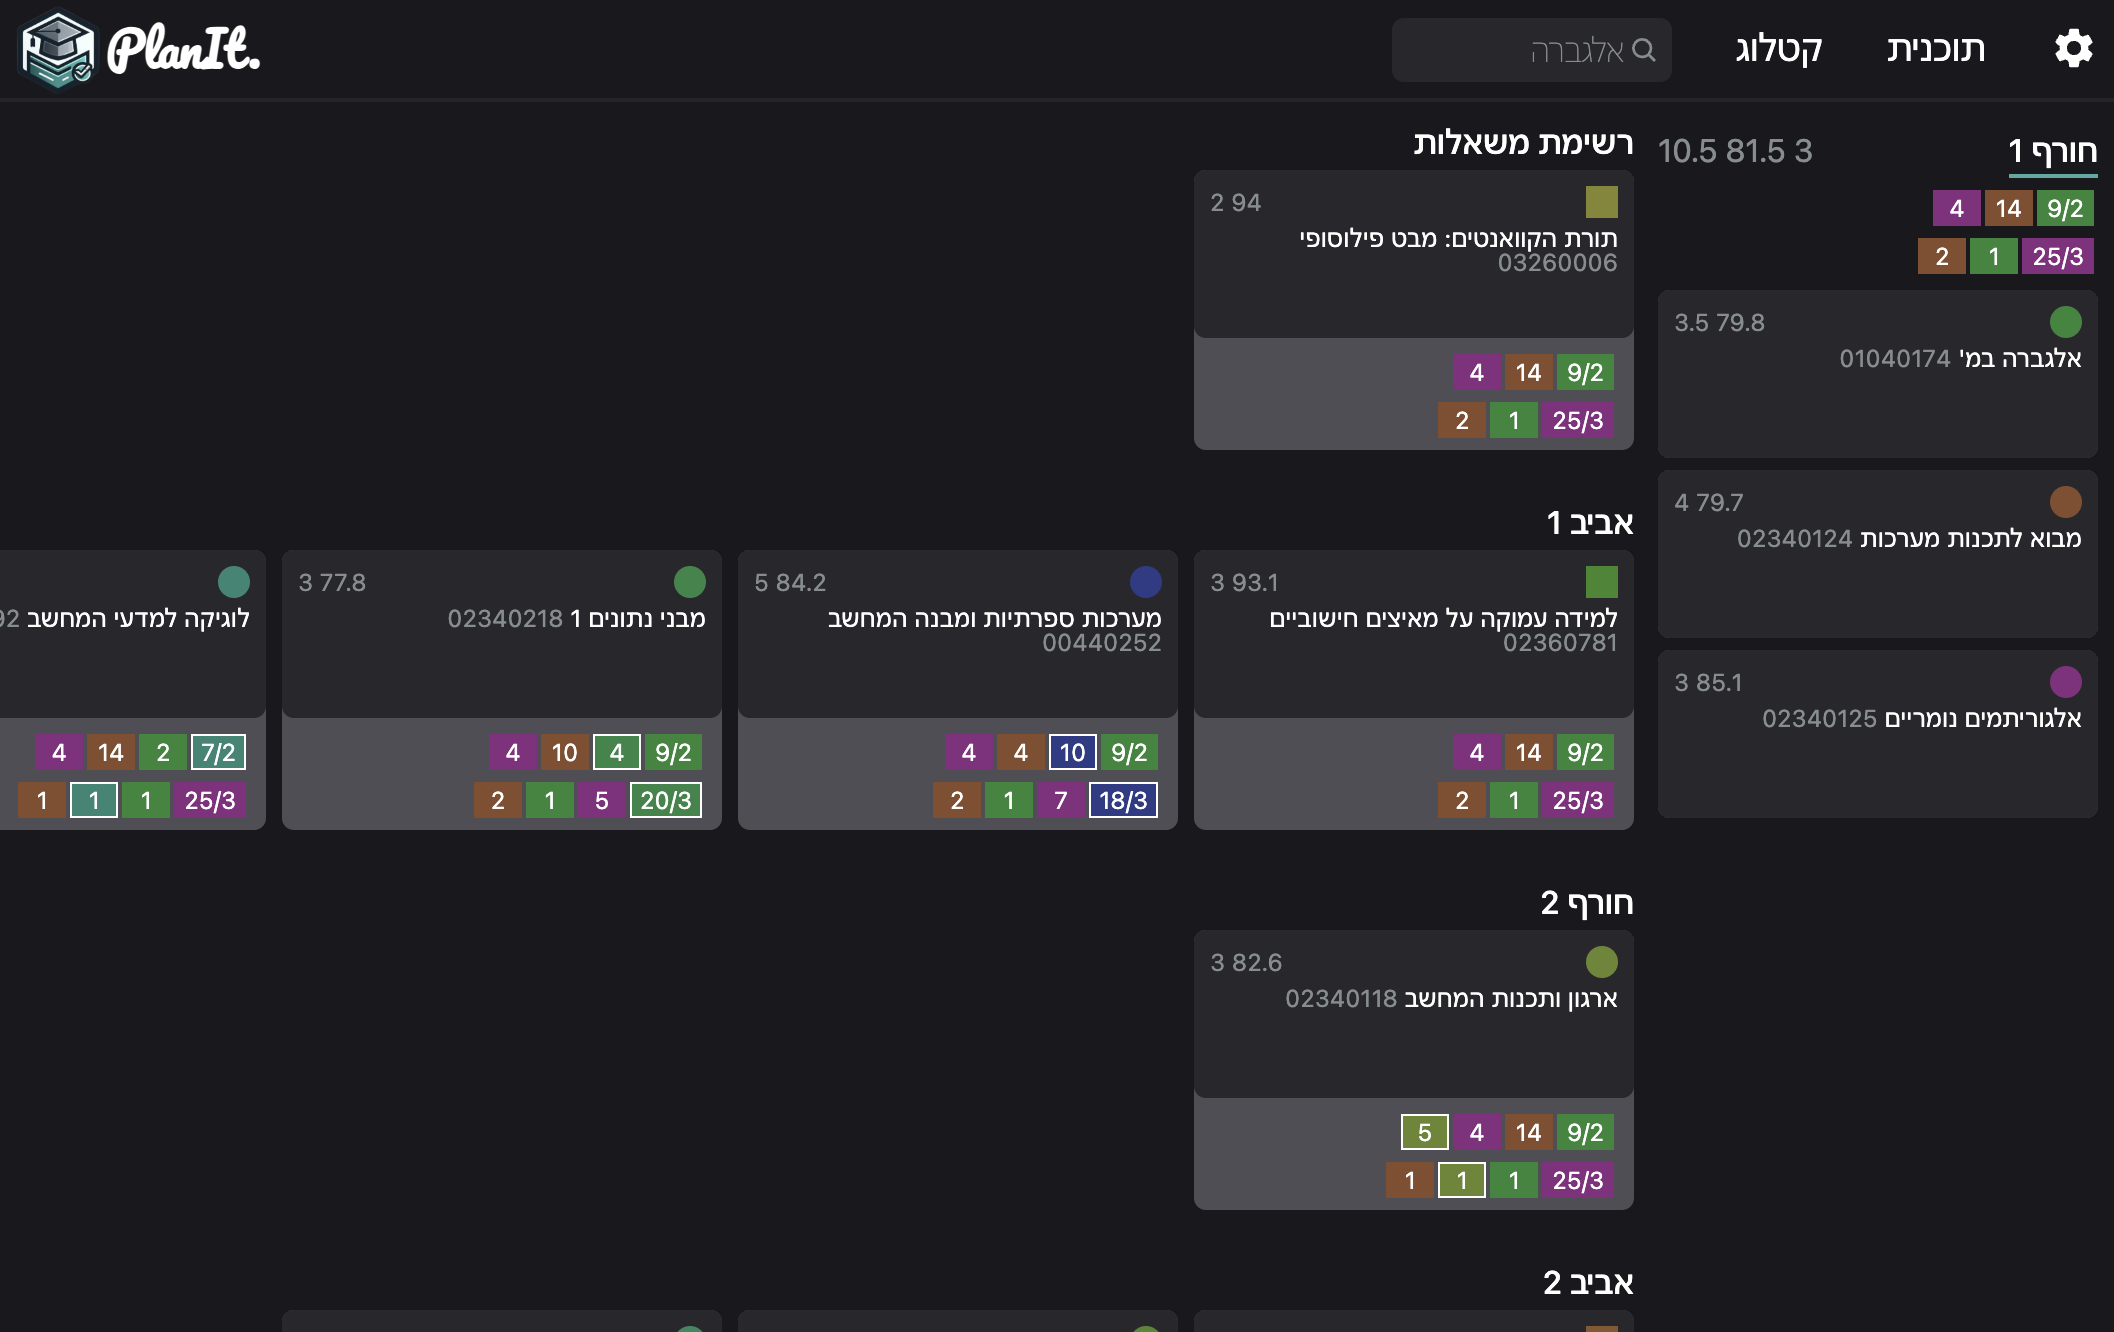 תוכנית
קטלוג
אלגברה
PlanIt.
חורף 1
10.5 81.5 3
9/2 14 4
25/3 1 2
3.5 79.8
אלגברה במ' 01040174
4 79.7
מבוא לתכנות מערכות 02340124
3 85.1
אלגוריתמים נומריים 02340125
רשימת משאלות
2 94
תורת הקוואנטים: מבט פילוסופי
03260006
9/2 14 4
25/3 1 2
אביב 1
3 93.1
למידה עמוקה על מאיצים חישוביים
02360781
9/2 14 4
25/3 1 2
5 84.2
מערכות ספרתיות ומבנה המחשב
00440252
9/2 10 4 4
18/3 7 1 2
3 77.8
מבני נתונים 1 02340218
9/2 4 10 4
20/3 5 1 2
לוגיקה למדעי המחשב 92
7/2 2 14 4
25/3 1 1 1
חורף 2
3 82.6
ארגון ותכנות המחשב 02340118
9/2 14 4 5
25/3 1 1 1
אביב 2